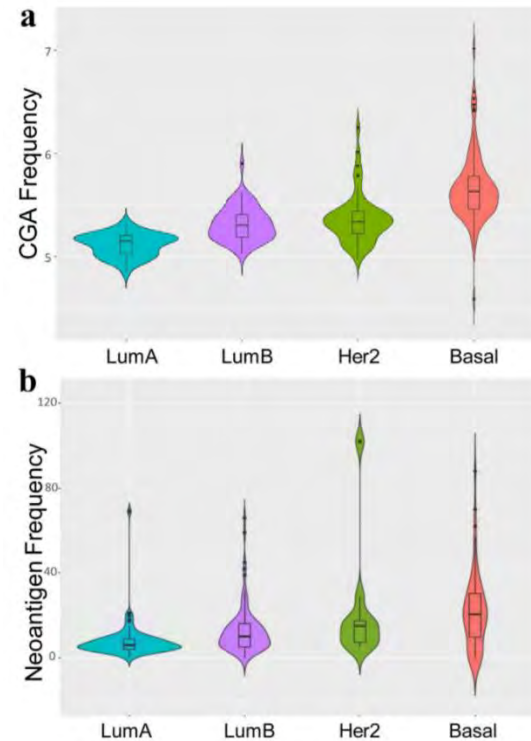 a
CGA Frequency
7
6
5
LumA LumB Her2 Basal
b
Neoantigen Frequency
120
80
40
0
LumA LumB Her2 Basal